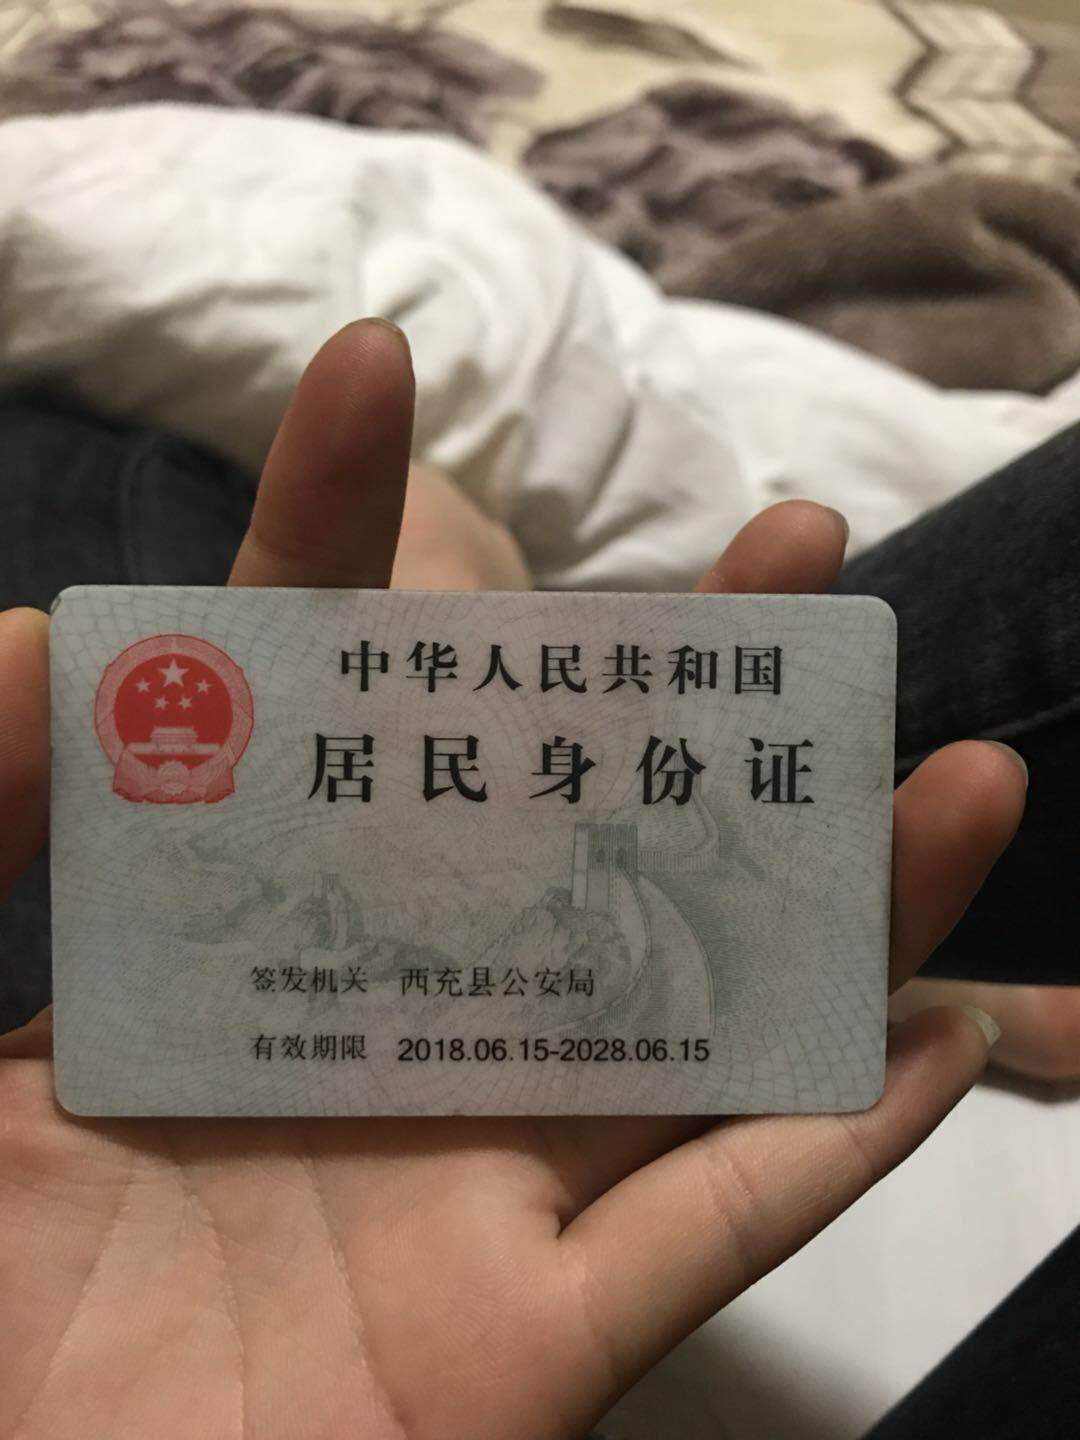 中华人民共和国
居民身份证
签发机关 西充县公安局
有效期限 2018.06.15-2028.06.15